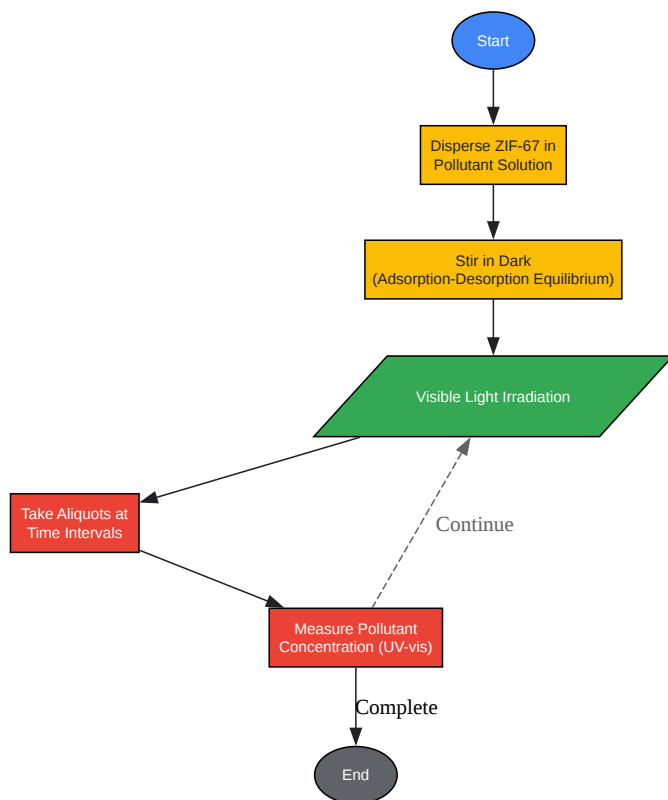 Start
Disperse ZIF-67 in
Pollutant Solution
Stir in Dark
(Adsorption-Desorption Equilibrium)
Visible Light Irradiation
Take Aliquots at
Time Intervals
Continue
Measure Pollutant
Concentration (UV-vis)
Complete
End